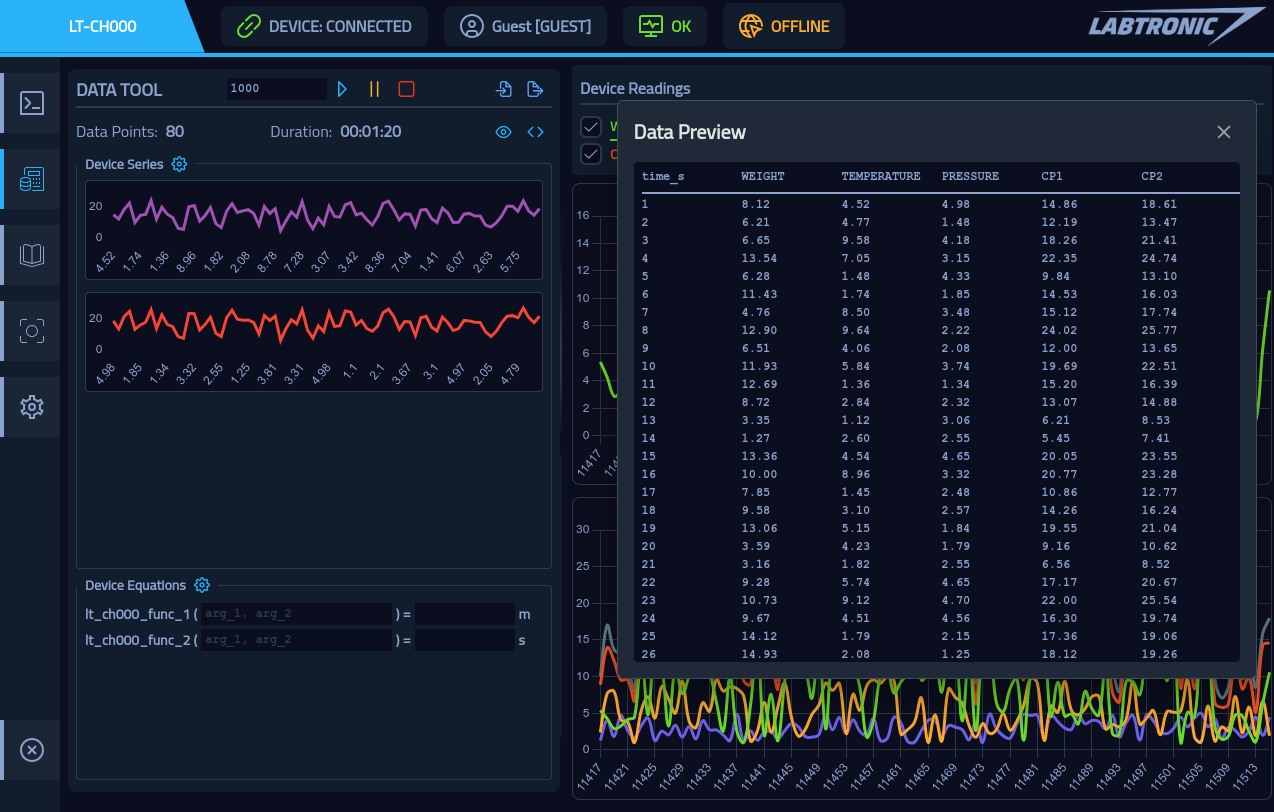 LT-CH000
DEVICE: CONNECTED
Guest [GUEST]
OK
OFFLINE
LABTRONIC
DATA TOOL
1000
Data Points: 80
Duration: 00:01:20
Device Series
20
0
4.52 1.74 1.36 8.96 1.82 2.08 8.78 7.28 3.07 3.42 8.36 7.04 1.41 6.07 2.63 5.75
20
0
4.98 1.85 1.34 3.32 2.55 1.25 3.81 3.31 4.98 1.1 2.1 3.67 3.1 4.97 2.05 4.79
Device Equations
lt_ch000_func_1 ( arg_1, arg_2 ) = m
lt_ch000_func_2 ( arg_1, arg_2 ) = s
Device Readings
W
C
16
14
12
10
8
6
4
2
0
11417
Data Preview
time_s WEIGHT TEMPERATURE PRESSURE CP1 CP2
1 8.12 4.52 4.98 14.86 18.61
2 6.21 4.77 1.48 12.19 13.47
3 6.65 9.58 4.18 18.26 21.41
4 13.54 7.05 3.15 22.35 24.74
5 6.28 1.48 4.33 9.84 13.10
6 11.43 1.74 1.85 14.53 16.03
7 4.76 8.50 3.48 15.12 17.74
8 12.90 9.64 2.22 24.02 25.77
9 6.51 4.06 2.08 12.00 13.65
10 11.93 5.84 3.74 19.69 22.51
11 12.69 1.36 1.34 15.20 16.39
12 8.72 2.84 2.32 13.07 14.88
13 3.35 1.12 3.06 6.21 8.53
14 1.27 2.60 2.55 5.45 7.41
15 13.36 4.54 4.65 20.05 23.55
16 10.00 8.96 3.32 20.77 23.28
17 7.85 1.45 2.48 10.86 12.77
18 9.58 3.10 2.57 14.26 16.24
19 13.06 5.15 1.84 19.55 21.04
20 3.59 4.23 1.79 9.16 10.62
21 3.16 1.82 2.55 6.56 8.52
22 9.28 5.74 4.65 17.17 20.67
23 10.73 9.12 4.70 22.00 25.54
24 9.67 4.51 4.56 16.30 19.74
25 14.12 1.79 2.15 17.36 19.06
26 14.93 2.08 1.25 18.12 19.26
30
25
20
15
10
5
0
11417 11421 11425 11429 11433 11437 11441 11445 11449 11453 11457 11461 11465 11469 11473 11477 11481 11485 11489 11493 11497 11501 11505 11509 11513